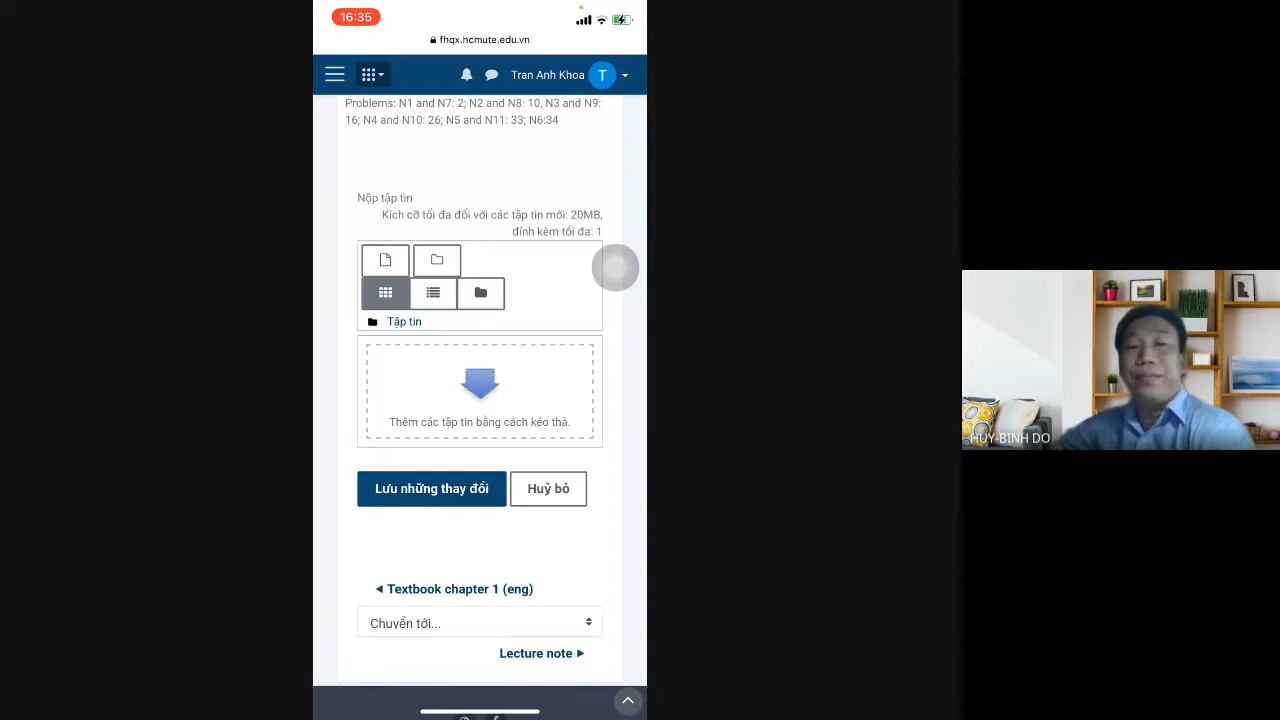 16:35
fhqx.hcmute.edu.vn
Tran Anh Khoa T
Problems: N1 and N7: 2; N2 and N8: 10, N3 and N9:
16; N4 and N10: 26; N5 and N11: 33; N6:34
Nộp tập tin
Kích cỡ tối đa đối với các tập tin mới: 20MB,
đính kèm tối đa: 1
Tập tin
Thêm các tập tin bằng cách kéo thả.
Lưu những thay đổi
Huỷ bỏ
Textbook chapter 1 (eng)
Chuyển tới...
Lecture note
HUY-BINH DO